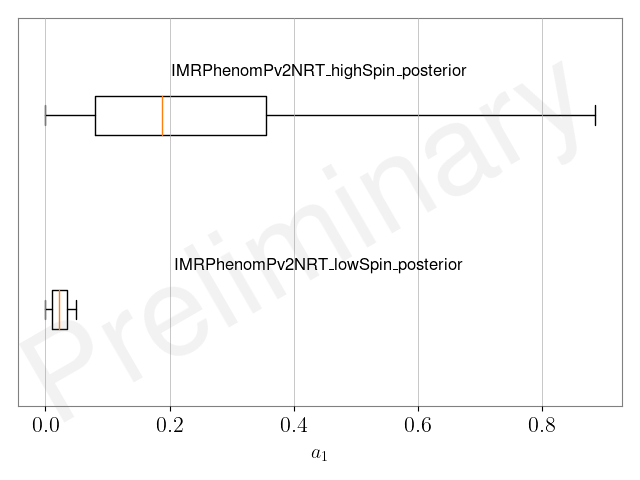 IMRPhenomPv2NRT_highSpin_posterior
Preliminary
IMRPhenomPv2NRT_lowSpin_posterior
0.0 0.2 0.4 0.6 0.8
a₁